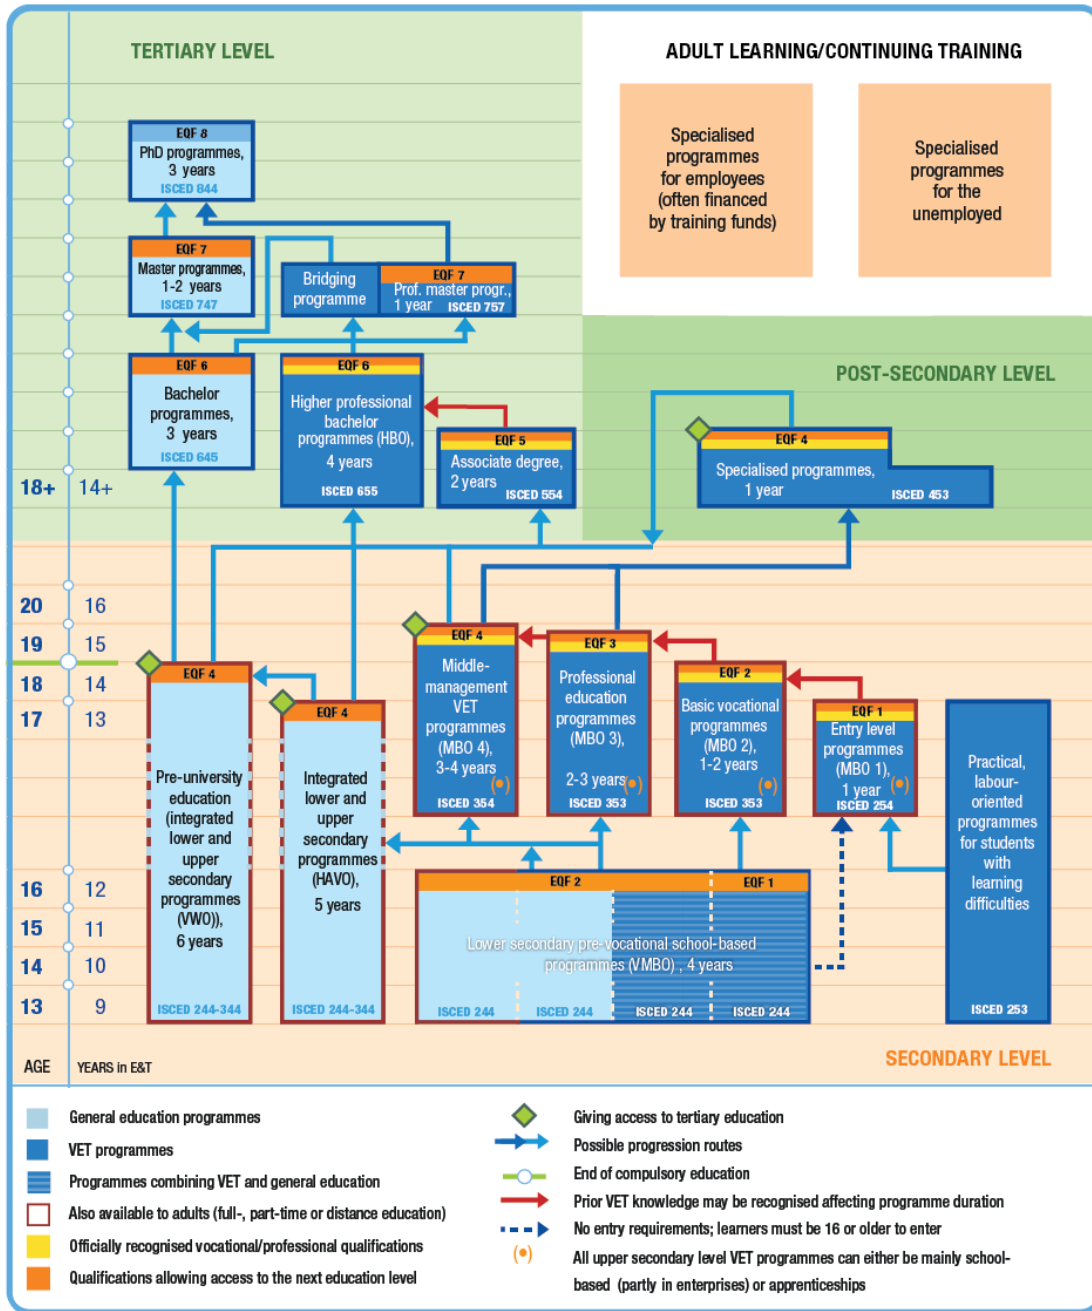 TERTIARY LEVEL
ADULT LEARNING/CONTINUING TRAINING
Specialised
programmes
for employees
(often financed
by training funds)
Specialised
programmes
for the
unemployed
EQF 8
PhD programmes,
3 years
ISCED 844
EQF 7
Master programmes,
1-2 years
ISCED 747
Bridging
programme
EQF 7
Prof. master progr.,
1 year ISCED 757
POST-SECONDARY LEVEL
EQF 6
Bachelor
programmes,
3 years
ISCED 645
EQF 6
Higher professional
bachelor
programmes (HBO),
4 years
ISCED 655
EQF 5
Associate degree,
2 years
ISCED 554
EQF 4
Specialised programmes,
1 year
ISCED 453
18+ 14+
20 16
19 15
18 14
17 13
16 12
15 11
14 10
13 9
AGE YEARS in E&T
EQF 4
Pre-university
education
(integrated
lower and
upper
secondary
programmes
(VWO)),
6 years
ISCED 244-344
EQF 4
Integrated
lower and
upper
secondary
programmes
(HAVO),
5 years
ISCED 244-344
EQF 4
Middle-
management
VET
programmes
(MBO 4),
3-4 years
(•)
ISCED 354
EQF 3
Professional
education
programmes
(MBO 3),
2-3 years
(•)
ISCED 353
EQF 2
Basic vocational
programmes
(MBO 2),
1-2 years
(•)
ISCED 353
EQF 1
Entry level
programmes
(MBO 1),
1 year
(•)
ISCED 254
Practical,
labour-
oriented
programmes
for students
with
learning
difficulties
ISCED 253
EQF 2
EQF 1
Lower secondary pre-vocational school-based
programmes (VMBO) , 4 years
ISCED 244
ISCED 244
ISCED 244
ISCED 244
SECONDARY LEVEL
General education programmes
VET programmes
Programmes combining VET and general education
Also available to adults (full-, part-time or distance education)
Officially recognised vocational/professional qualifications
Qualifications allowing access to the next education level
Giving access to tertiary education
Possible progression routes
End of compulsory education
Prior VET knowledge may be recognised affecting programme duration
No entry requirements; learners must be 16 or older to enter
(•) All upper secondary level VET programmes can either be mainly school-
based (partly in enterprises) or apprenticeships